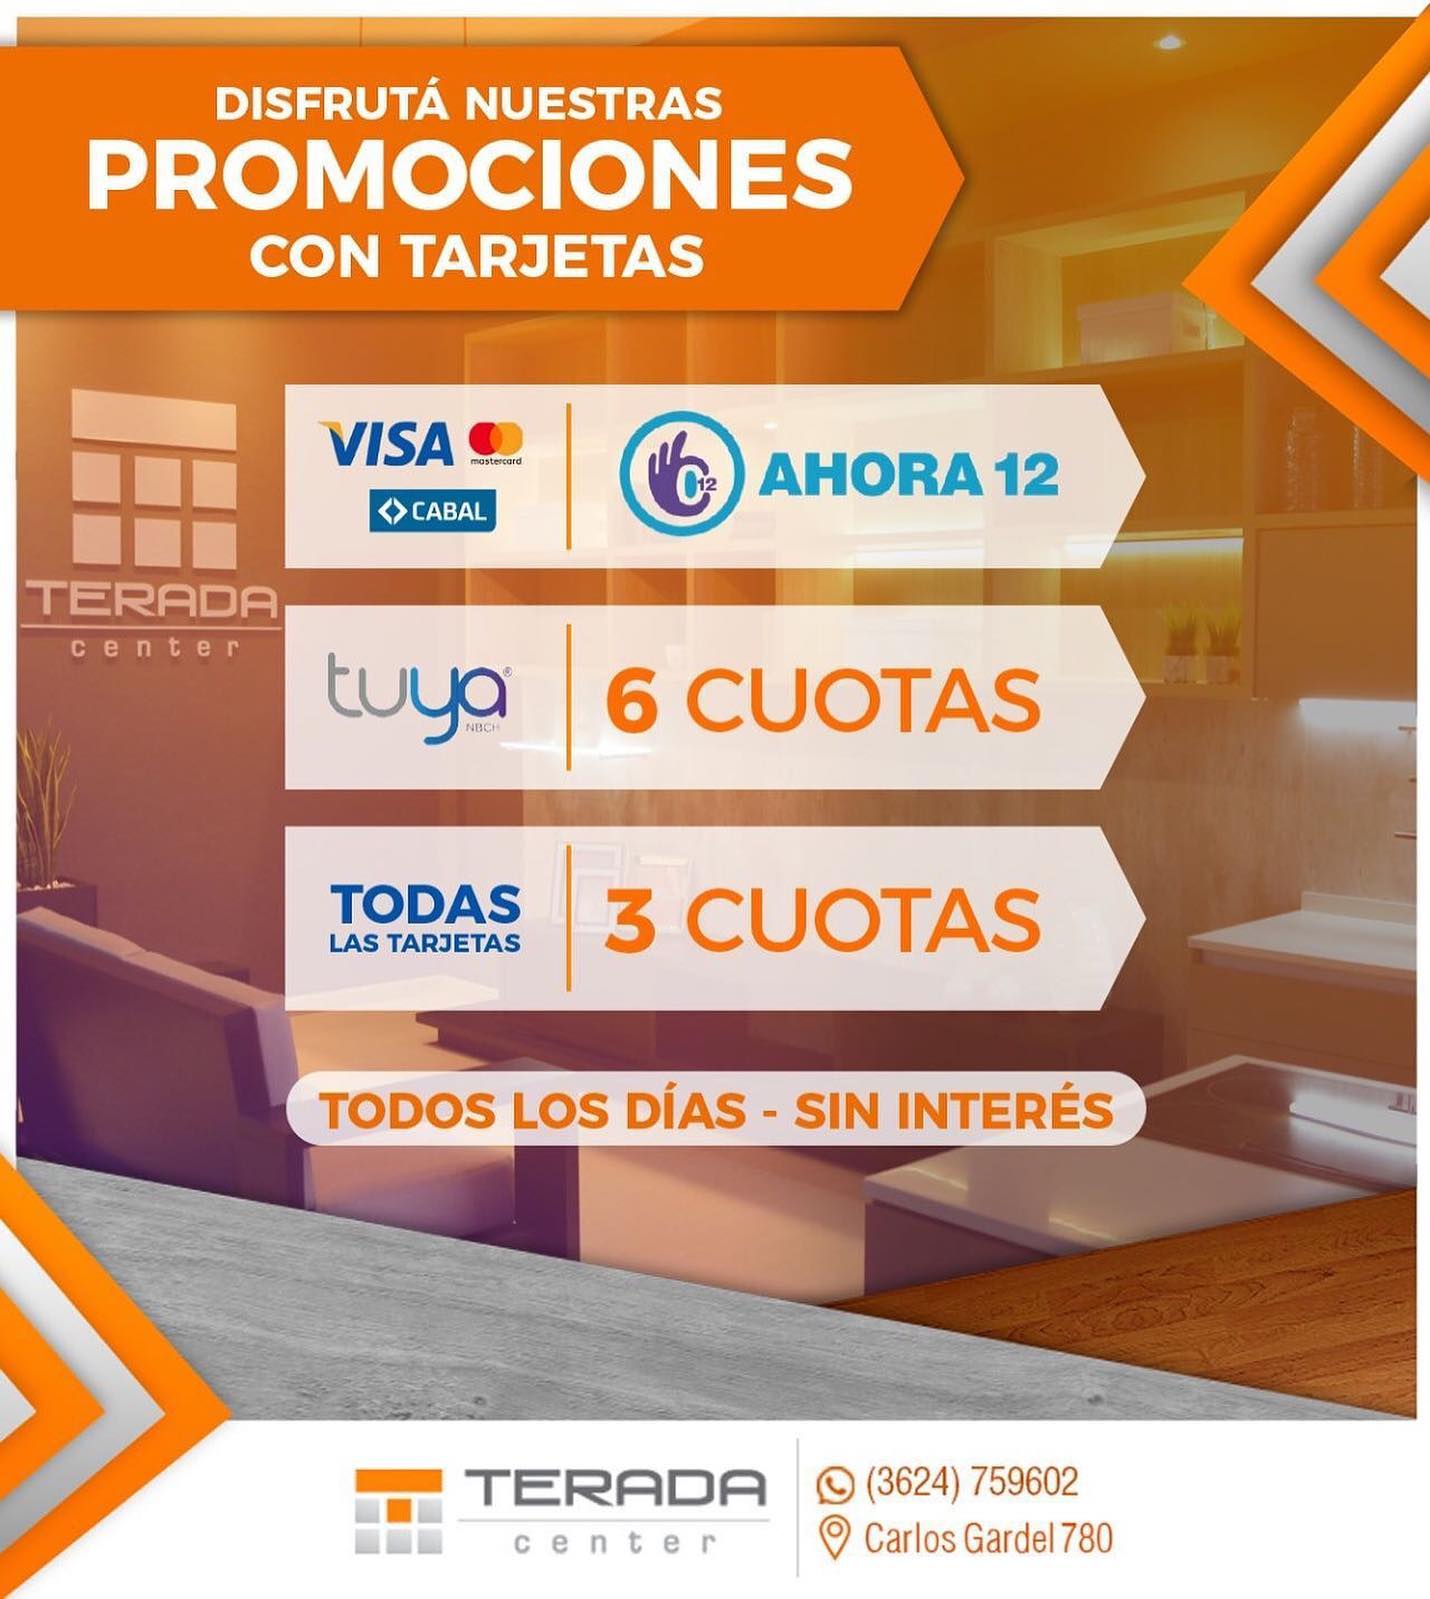 DISFRUTÁ NUESTRAS
PROMOCIONES
CON TARJETAS
TERADA
center
VISA mastercard
CABAL
12 AHORA 12
tuya®
NBCH
6 CUOTAS
TODAS
LAS TARJETAS
3 CUOTAS
TODOS LOS DÍAS - SIN INTERÉS
TERADA
center
(3624) 759602
Carlos Gardel 780